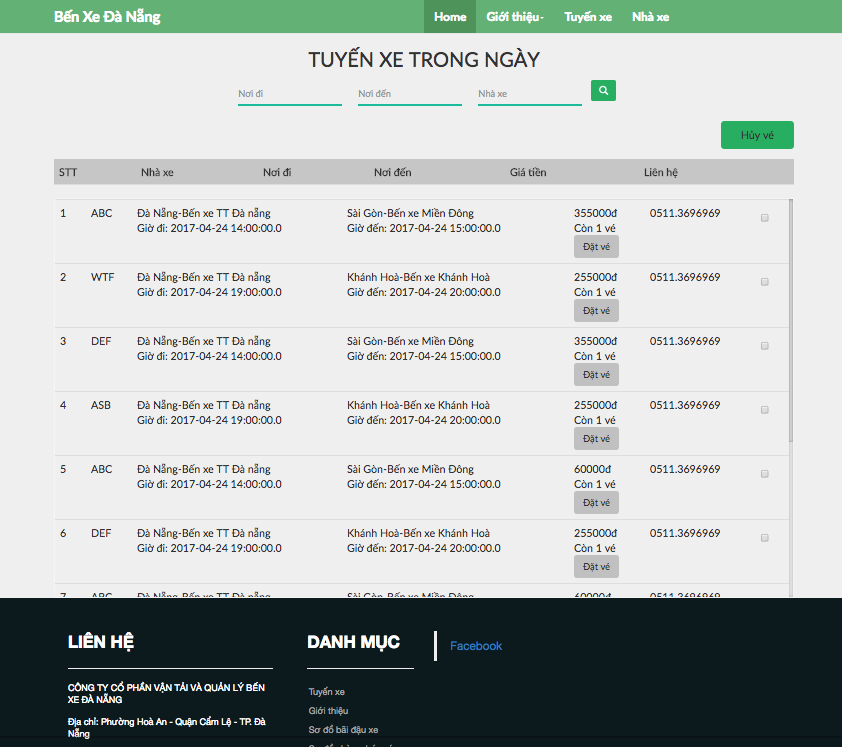 Bến Xe Đà Nẵng Home Giới thiệu- Tuyến xe Nhà xe
TUYẾN XE TRONG NGÀY
Nơi đi Nơi đến Nhà xe
Hủy vé
STT Nhà xe Nơi đi Nơi đến Giá tiền Liên hệ
1 ABC Đà Nẵng-Bến xe TT Đà nẵng Sài Gòn-Bến xe Miền Đông 355000đ 0511.3696969
Giờ đi: 2017-04-24 14:00:00.0 Giờ đến: 2017-04-24 15:00:00.0 Còn 1 vé
Đặt vé
2 WTF Đà Nẵng-Bến xe TT Đà nẵng Khánh Hoà-Bến xe Khánh Hoà 255000đ 0511.3696969
Giờ đi: 2017-04-24 19:00:00.0 Giờ đến: 2017-04-24 20:00:00.0 Còn 1 vé
Đặt vé
3 DEF Đà Nẵng-Bến xe TT Đà nẵng Sài Gòn-Bến xe Miền Đông 355000đ 0511.3696969
Giờ đi: 2017-04-24 14:00:00.0 Giờ đến: 2017-04-24 15:00:00.0 Còn 1 vé
Đặt vé
4 ASB Đà Nẵng-Bến xe TT Đà nẵng Khánh Hoà-Bến xe Khánh Hoà 255000đ 0511.3696969
Giờ đi: 2017-04-24 19:00:00.0 Giờ đến: 2017-04-24 20:00:00.0 Còn 1 vé
Đặt vé
5 ABC Đà Nẵng-Bến xe TT Đà nẵng Sài Gòn-Bến xe Miền Đông 60000đ 0511.3696969
Giờ đi: 2017-04-24 14:00:00.0 Giờ đến: 2017-04-24 15:00:00.0 Còn 1 vé
Đặt vé
6 DEF Đà Nẵng-Bến xe TT Đà nẵng Khánh Hoà-Bến xe Khánh Hoà 255000đ 0511.3696969
Giờ đi: 2017-04-24 19:00:00.0 Giờ đến: 2017-04-24 20:00:00.0 Còn 1 vé
Đặt vé
7 ABC Đà Nẵng-Bến xe TT Đà nẵng Sài Gòn-Bến xe Miền Đông 60000đ 0511.3696969
LIÊN HỆ
CÔNG TY CỔ PHẦN VẬN TẢI VÀ QUẢN LÝ BẾN
XE ĐÀ NẴNG
Địa chỉ: Phường Hoà An - Quận Cẩm Lệ - TP. Đà
Nẵng
DANH MỤC
Tuyến xe
Giới thiệu
Sơ đồ bãi đậu xe
Facebook